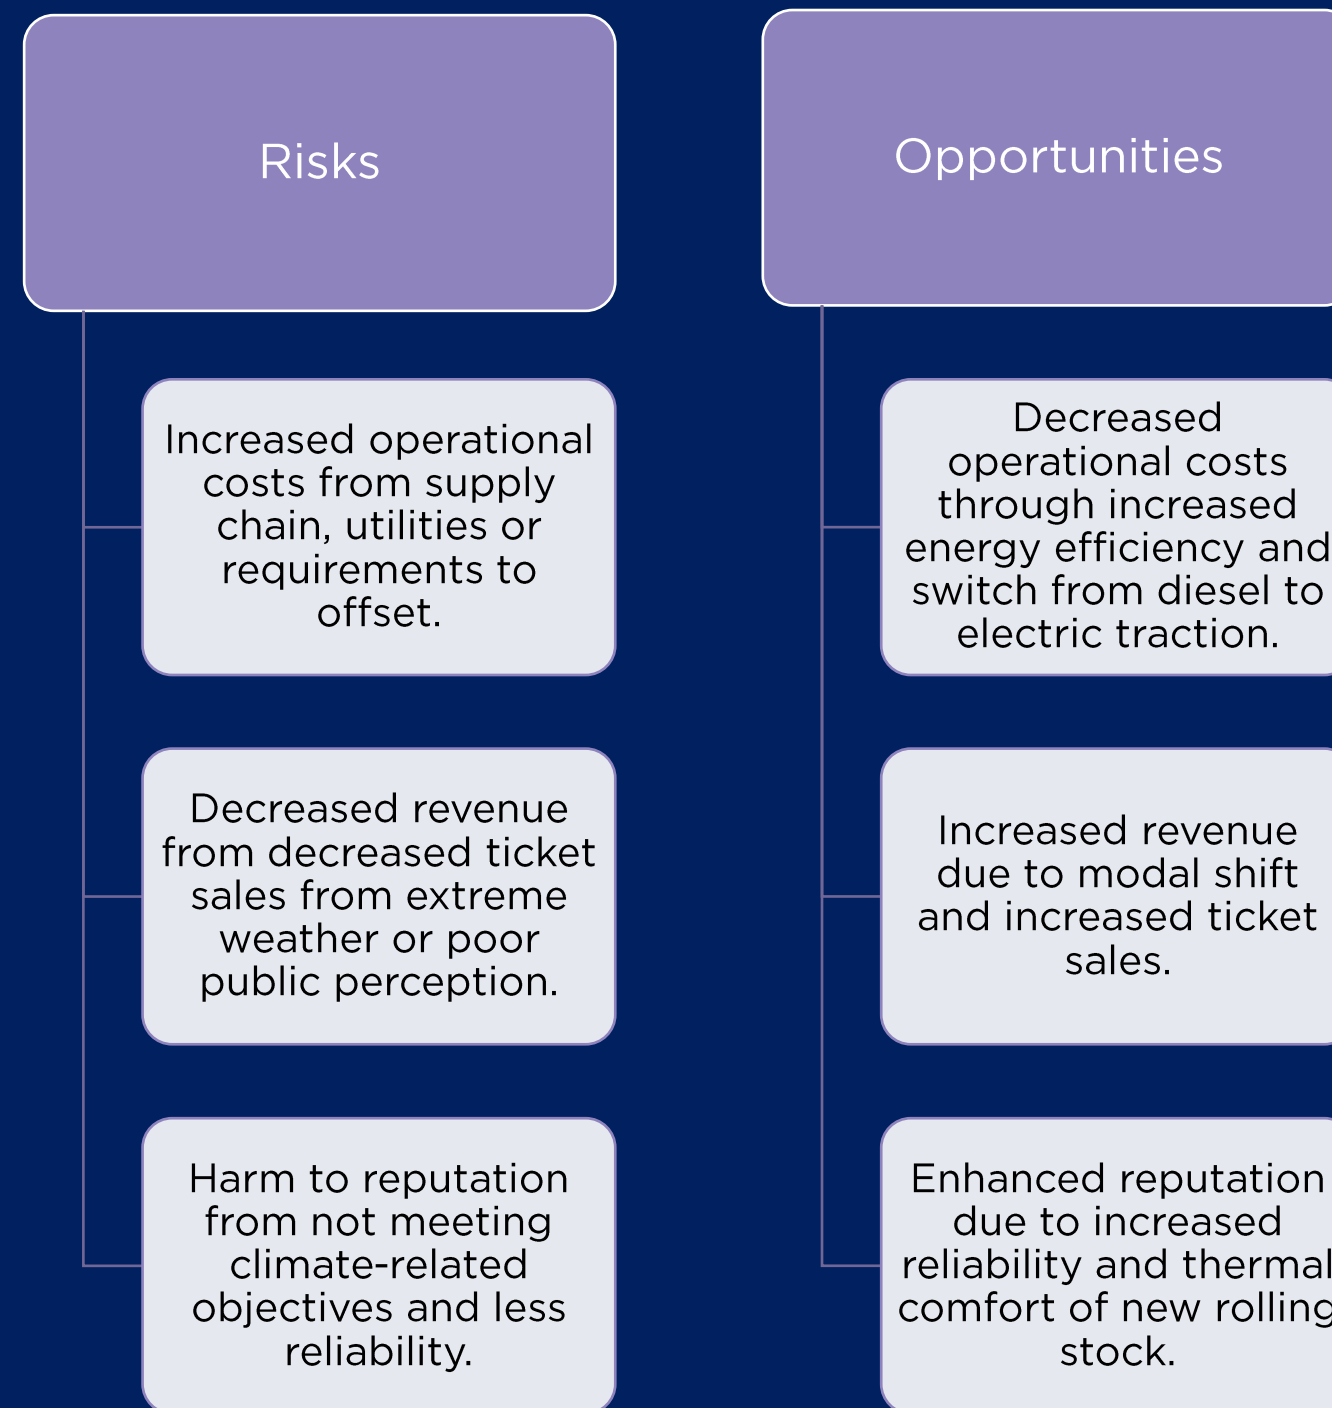 Risks
Increased operational
costs from supply
chain, utilities or
requirements to
offset.
Decreased revenue
from decreased ticket
sales from extreme
weather or poor
public perception.
Harm to reputation
from not meeting
climate-related
objectives and less
reliability.
Opportunities
Decreased
operational costs
through increased
energy efficiency and
switch from diesel to
electric traction.
Increased revenue
due to modal shift
and increased ticket
sales.
Enhanced reputation
due to increased
reliability and thermal
comfort of new rolling
stock.